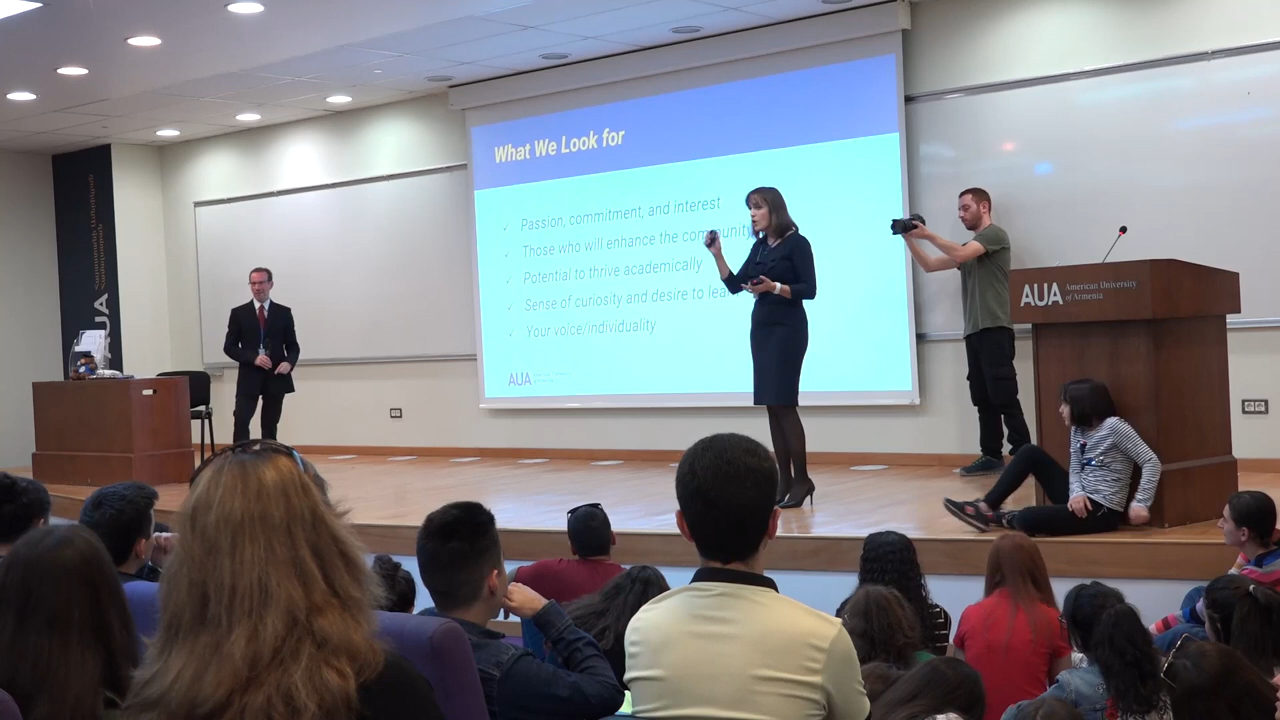 What We Look for
✓ Passion, commitment, and interest
✓ Those who will enhance the community
✓ Potential to thrive academically
✓ Sense of curiosity and desire to lea
✓ Your voice/individuality
AUA
AUA American University
of Armenia